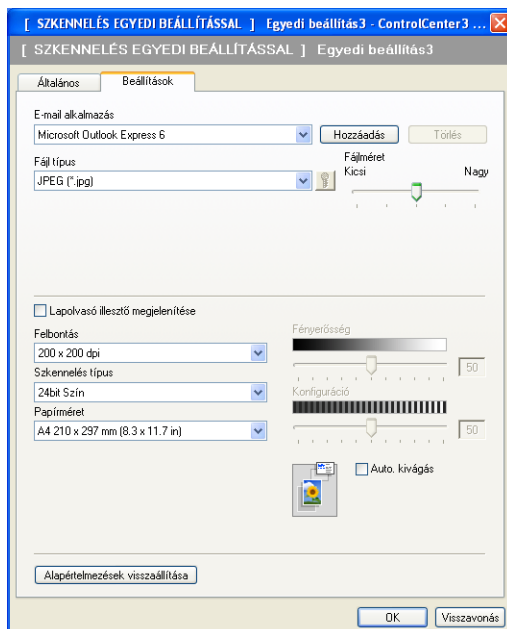 [ SZKENNELÉS EGYEDI BEÁLLÍTÁSSAL ] Egyedi beállítás3 - ControlCenter3 ...
[ SZKENNELÉS EGYEDI BEÁLLÍTÁSSAL ] Egyedi beállítás3
Általános Beállítások
E-mail alkalmazás
Microsoft Outlook Express 6 Hozzáadás Törlés
Fájl típus Fájlméret
JPEG (*.jpg) Kicsi Nagy
Lapolvasó illesztő megjelenítése
Felbontás Fényerősség
200 x 200 dpi
50
Szkennelés típus
24bit Szín Konfiguráció
Papírméret
A4 210 x 297 mm (8.3 x 11.7 in) 50
Auto. kivágás
Alapértelmezések visszaállítása
OK Visszavonás